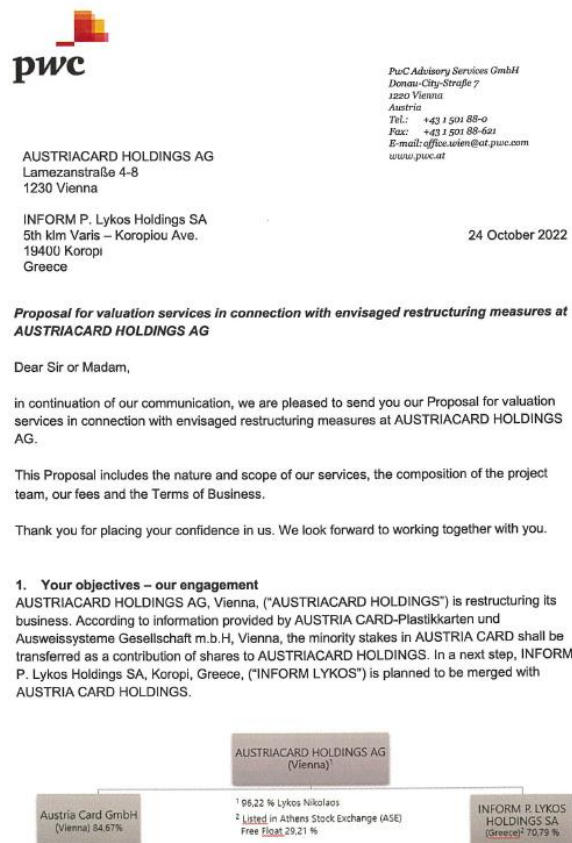 pwc
PwC Advisory Services GmbH
Donau-City-Straße 7
1220 Vienna
Austria
Tel.: +43 1 501 88-0
Fax: +43 1 501 88-621
E-mail: office.wien@at.pwc.com
www.pwc.at
AUSTRIACARD HOLDINGS AG
Lamezanstraße 4-8
1230 Vienna
INFORM P. Lykos Holdings SA
5th klm Varis – Koropiou Ave.
19400 Koropi
Greece
24 October 2022
Proposal for valuation services in connection with envisaged restructuring measures at
AUSTRIACARD HOLDINGS AG
Dear Sir or Madam,
in continuation of our communication, we are pleased to send you our Proposal for valuation
services in connection with envisaged restructuring measures at AUSTRIACARD HOLDINGS
AG.
This Proposal includes the nature and scope of our services, the composition of the project
team, our fees and the Terms of Business.
Thank you for placing your confidence in us. We look forward to working together with you.
1. Your objectives – our engagement
AUSTRIACARD HOLDINGS AG, Vienna, ("AUSTRIACARD HOLDINGS") is restructuring its
business. According to information provided by AUSTRIA CARD-Plastikkarten und
Ausweissysteme Gesellschaft m.b.H, Vienna, the minority stakes in AUSTRIA CARD shall be
transferred as a contribution of shares to AUSTRIACARD HOLDINGS. In a next step, INFORM
P. Lykos Holdings SA, Koropi, Greece, ("INFORM LYKOS") is planned to be merged with
AUSTRIA CARD HOLDINGS.
AUSTRIACARD HOLDINGS AG
(Vienna)¹
Austria Card GmbH
(Vienna) 84,67%
¹ 96,22 % Lykos Nikolaos
² Listed in Athens Stock Exchange (ASE)
Free Float 29,21 %
INFORM P. LYKOS
HOLDINGS SA
(Greece)² 70,79 %